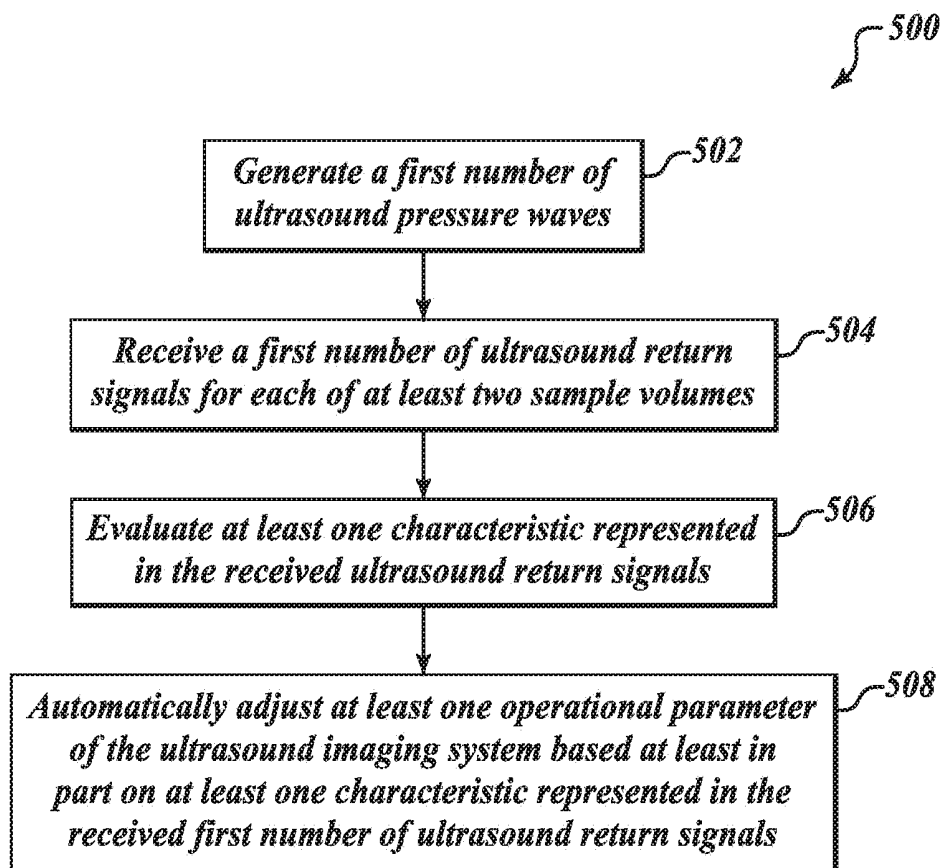 500
502
Generate a first number of
ultrasound pressure waves
504
Receive a first number of ultrasound return
signals for each of at least two sample volumes
506
Evaluate at least one characteristic represented
in the received ultrasound return signals
508
Automatically adjust at least one operational parameter
of the ultrasound imaging system based at least in
part on at least one characteristic represented in the
received first number of ultrasound return signals